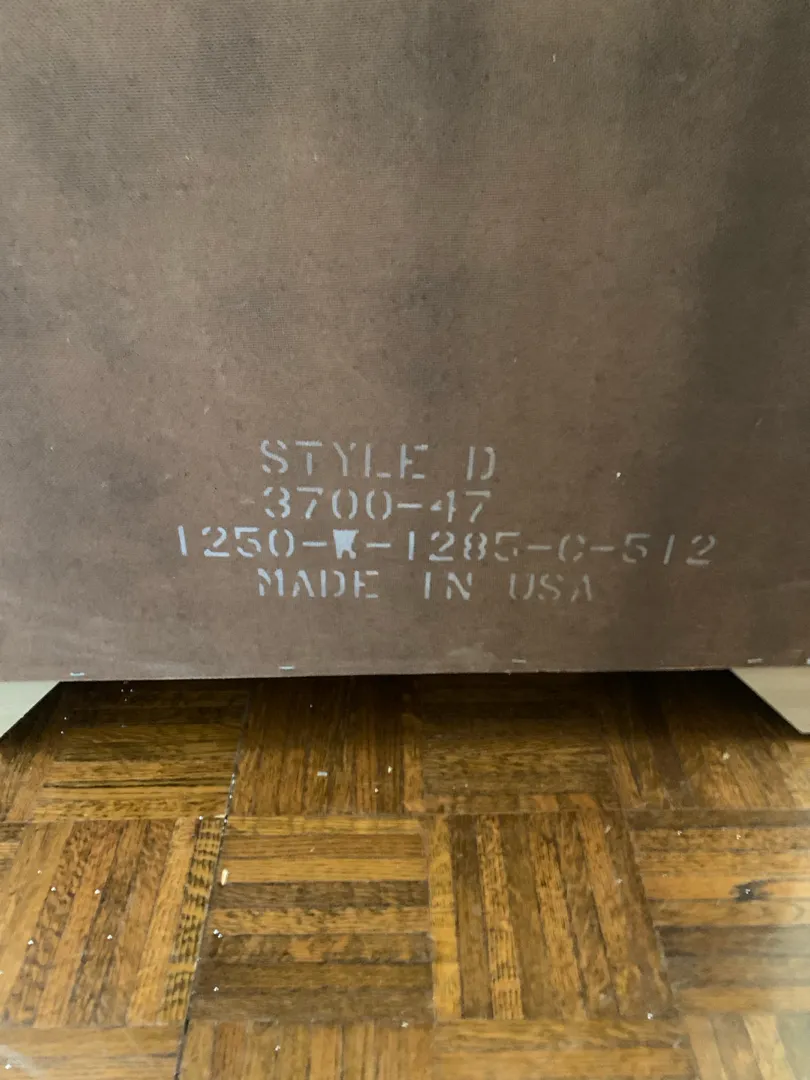 STYLE D
3700-47
1250-W-1285-C-512
MADE IN USA